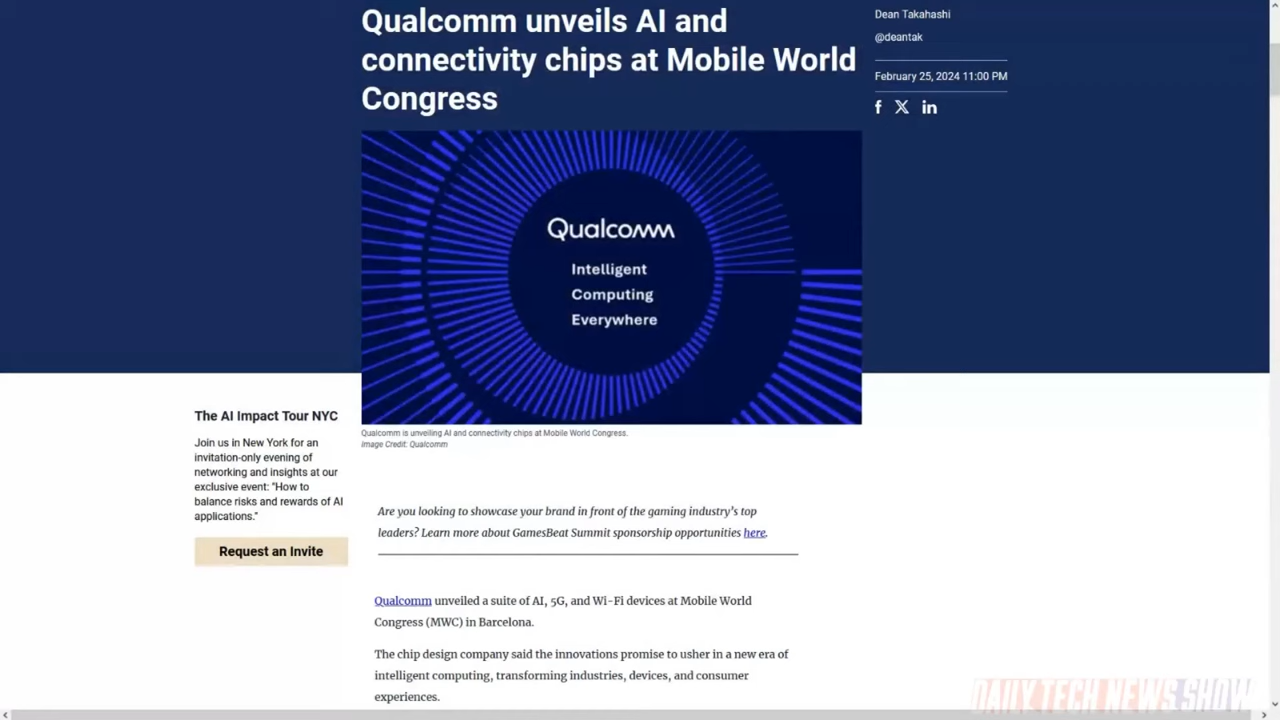 Qualcomm unveils AI and
connectivity chips at Mobile World
Congress
Dean Takahashi
@deantak
February 25, 2024 11:00 PM
Qualcomm
Intelligent
Computing
Everywhere
Qualcomm is unveiling AI and connectivity chips at Mobile World Congress.
Image Credit: Qualcomm
The AI Impact Tour NYC
Join us in New York for an
invitation-only evening of
networking and insights at our
exclusive event: "How to
balance risks and rewards of AI
applications."
Request an Invite
Are you looking to showcase your brand in front of the gaming industry's top
leaders? Learn more about GamesBeat Summit sponsorship opportunities here.
Qualcomm unveiled a suite of AI, 5G, and Wi-Fi devices at Mobile World
Congress (MWC) in Barcelona.
The chip design company said the innovations promise to usher in a new era of
intelligent computing, transforming industries, devices, and consumer
experiences.
DAILY TECH NEWS SHOW